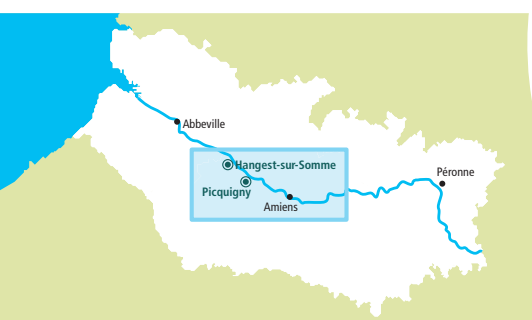 Abbeville
Hangest-sur-Somme
Péronne
Picquigny
Amiens